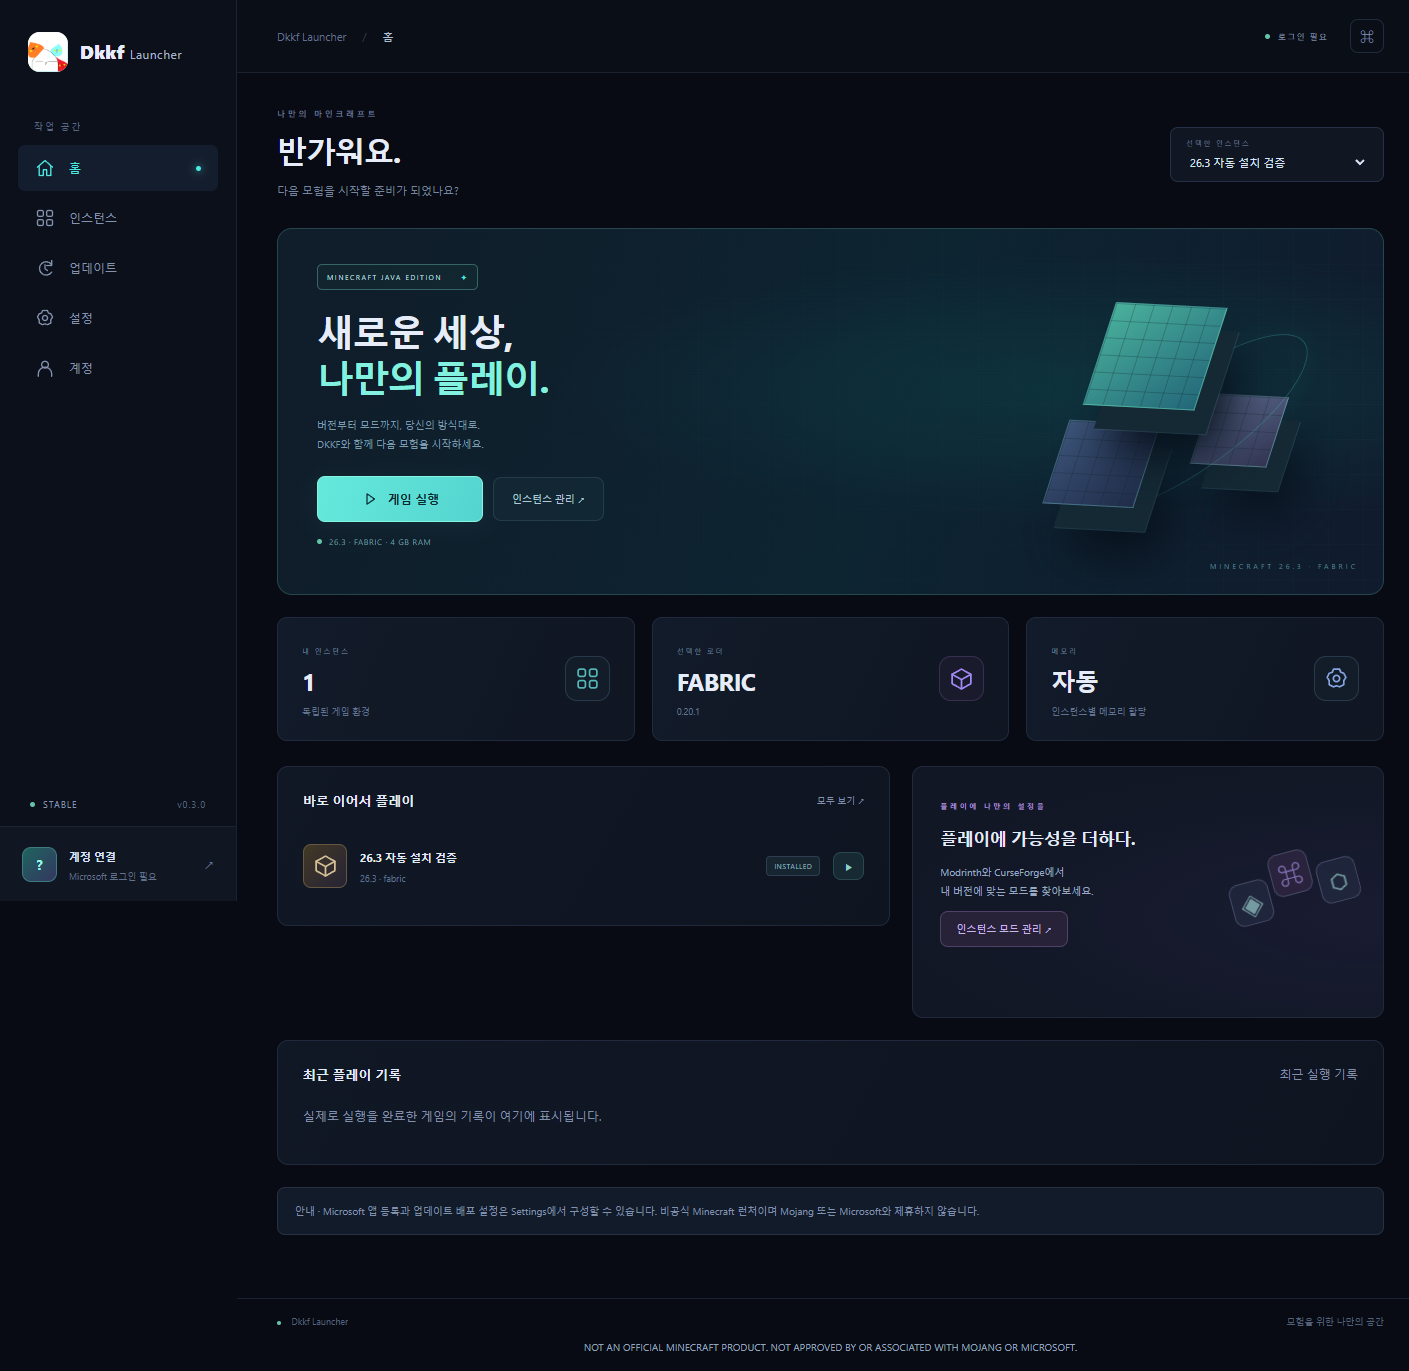 Dkkf Launcher
작업 공간
홈
인스턴스
업데이트
설정
계정
STABLE
v0.3.0
?
계정 연결
Microsoft 로그인 필요
↗
Dkkf Launcher / 홈
로그인 필요
⌘
나만의 마인크래프트
반가워요.
다음 모험을 시작할 준비가 되었나요?
선택한 인스턴스
26.3 자동 설치 검증
MINECRAFT JAVA EDITION ✦
새로운 세상,
나만의 플레이.
버전부터 모드까지, 당신의 방식대로.
DKKF와 함께 다음 모험을 시작하세요.
게임 실행
인스턴스 관리 ↗
26.3 · FABRIC · 4 GB RAM
MINECRAFT 26.3 · FABRIC
내 인스턴스
1
독립된 게임 환경
선택한 로더
FABRIC
0.20.1
메모리
자동
인스턴스별 메모리 할당
바로 이어서 플레이
모두 보기 ↗
26.3 자동 설치 검증
26.3 · fabric
INSTALLED
플레이에 나만의 설정을
플레이에 가능성을 더하다.
Modrinth와 CurseForge에서
내 버전에 맞는 모드를 찾아보세요.
인스턴스 모드 관리 ↗
최근 플레이 기록
최근 실행 기록
실제로 실행을 완료한 게임의 기록이 여기에 표시됩니다.
안내 · Microsoft 앱 등록과 업데이트 배포 설정은 Settings에서 구성할 수 있습니다. 비공식 Minecraft 런처이며 Mojang 또는 Microsoft와 제휴하지 않습니다.
Dkkf Launcher
모험을 위한 나만의 공간
NOT AN OFFICIAL MINECRAFT PRODUCT. NOT APPROVED BY OR ASSOCIATED WITH MOJANG OR MICROSOFT.